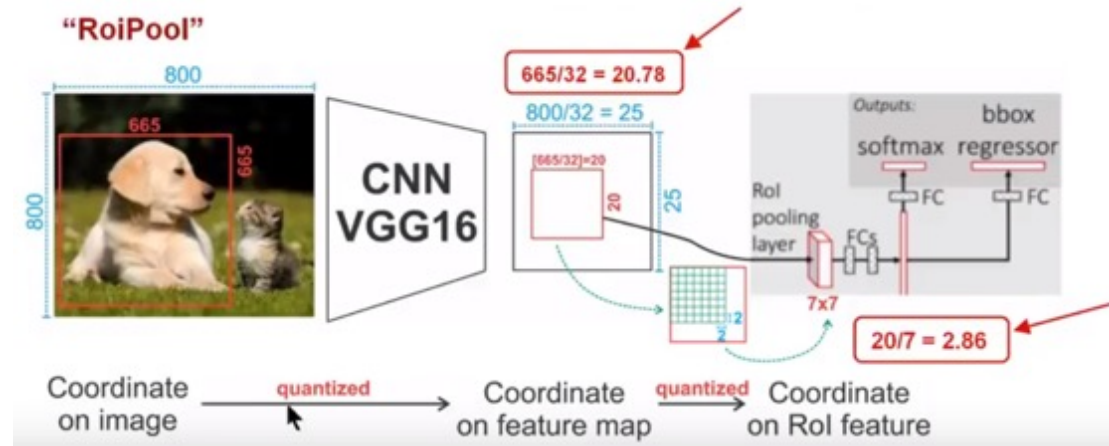 “RoiPool”
800
665
665
800
CNN
VGG16
665/32 = 20.78
800/32 = 25
[665/32]=20
20
25
2
2
Outputs:
softmax
bbox
regressor
FC
FC
RoI
pooling
layer
FCs
7x7
20/7 = 2.86
Coordinate
on image
quantized
Coordinate
on feature map
quantized
Coordinate
on RoI feature